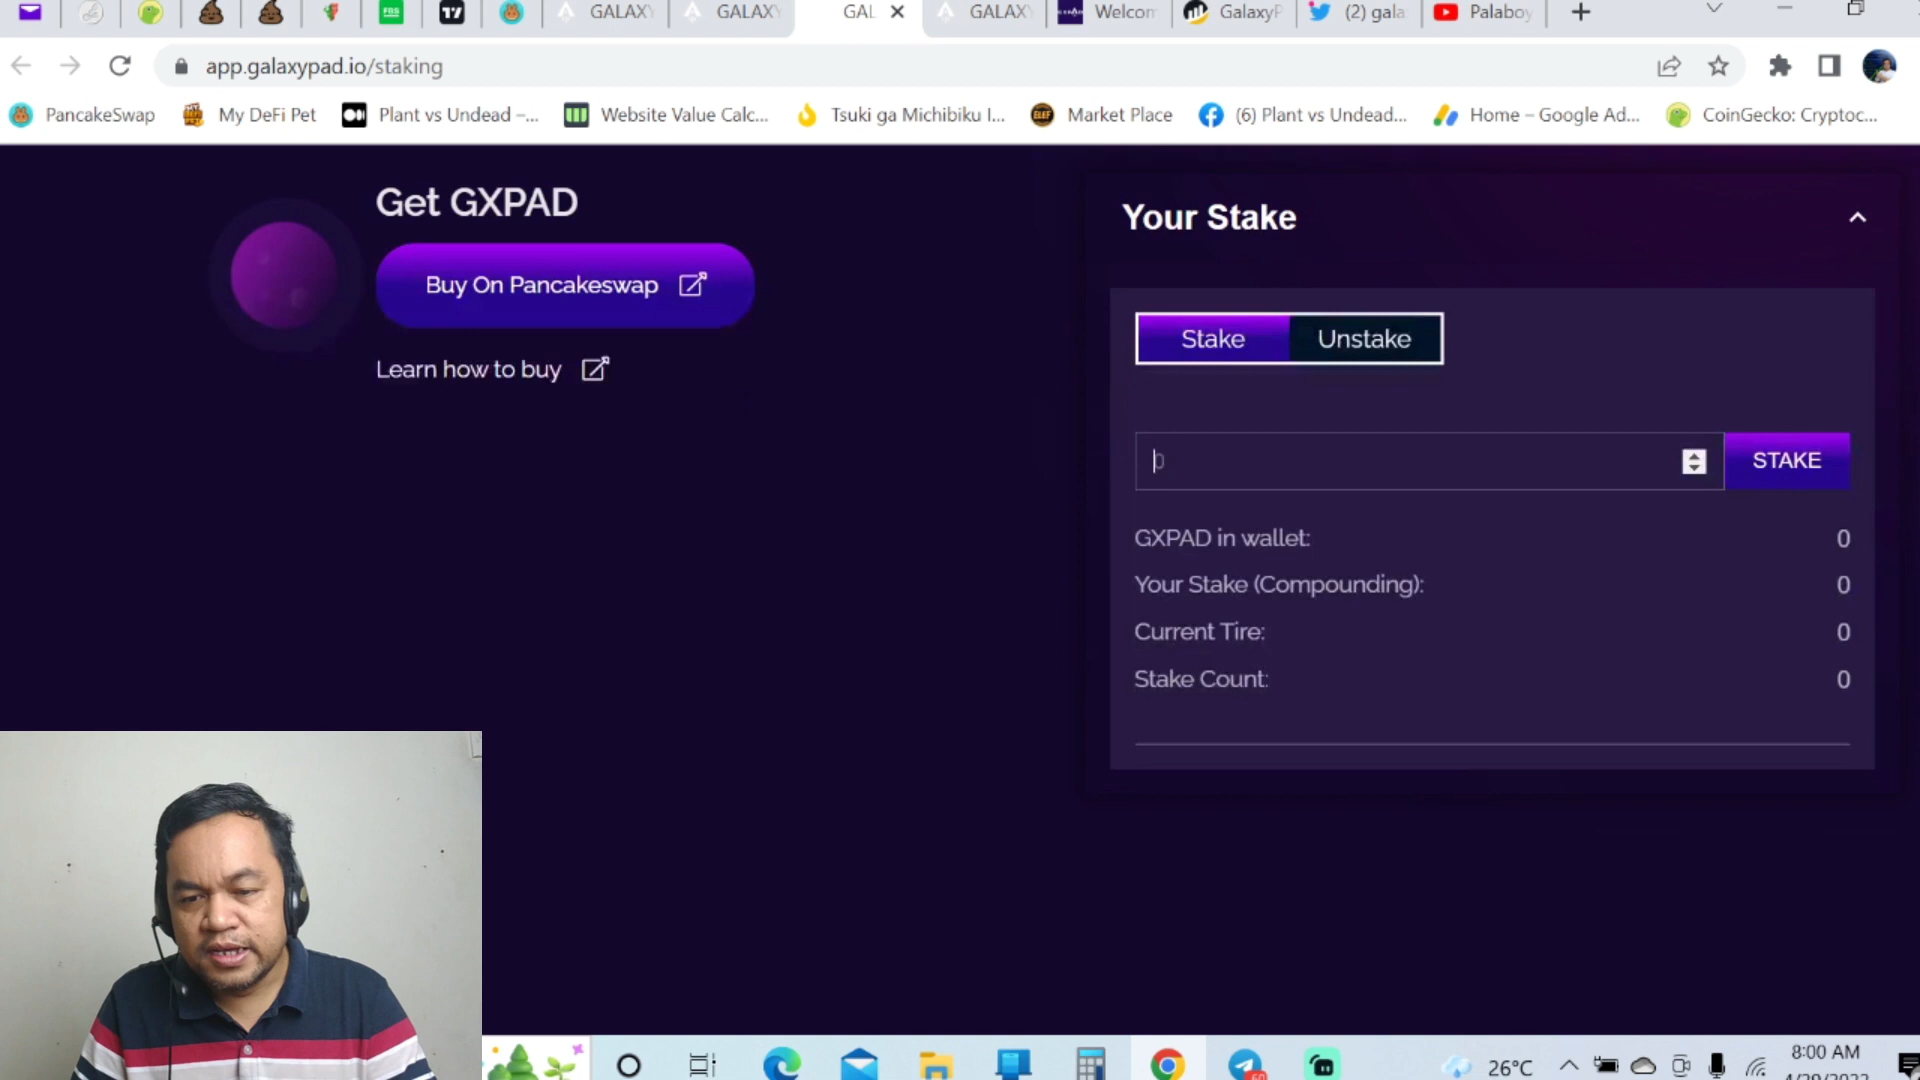 GALAXY
GALAXY
GAL
GALAXY
Welcom
GalaxyP
(2) gala
Palaboy
app.galaxypad.io/staking
PancakeSwap
My DeFi Pet
Plant vs Undead –...
Website Value Calc...
Tsuki ga Michibiku I...
Market Place
(6) Plant vs Undead...
Home – Google Ad...
CoinGecko: Cryptoc...
Get GXPAD
Buy On Pancakeswap
Learn how to buy
Your Stake
Stake
Unstake
0
STAKE
GXPAD in wallet: 0
Your Stake (Compounding): 0
Current Tire: 0
Stake Count: 0
26°C
8:00 AM